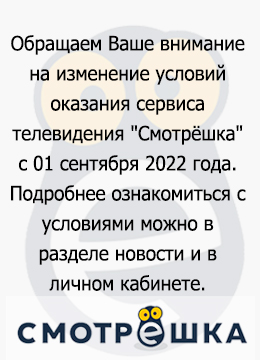 Обращаем Ваше внимание
на изменение условий
оказания сервиса
телевидения "Смотрёшка"
с 01 сентября 2022 года.
Подробнее ознакомиться с
условиями можно в
разделе новости и в
личном кабинете.
СМОТРЁШКА